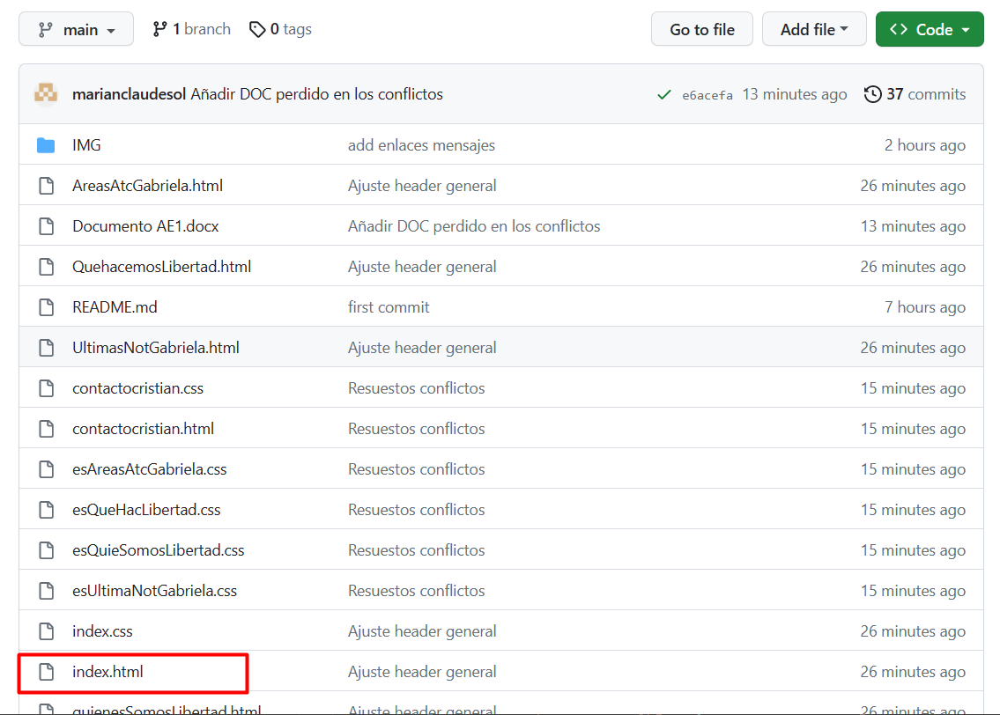 main 1 branch 0 tags Go to file Add file Code
marianclaudesol Añadir DOC perdido en los conflictos e6acefa 13 minutes ago 37 commits
IMG add enlaces mensajes 2 hours ago
AreasAtcGabriela.html Ajuste header general 26 minutes ago
Documento AE1.docx Añadir DOC perdido en los conflictos 13 minutes ago
QuehacemosLibertad.html Ajuste header general 26 minutes ago
README.md first commit 7 hours ago
UltimasNotGabriela.html Ajuste header general 26 minutes ago
contactocristian.css Resuestos conflictos 15 minutes ago
contactocristian.html Resuestos conflictos 15 minutes ago
esAreasAtcGabriela.css Resuestos conflictos 15 minutes ago
esQueHacLibertad.css Resuestos conflictos 15 minutes ago
esQuieSomosLibertad.css Resuestos conflictos 15 minutes ago
esUltimaNotGabriela.css Resuestos conflictos 15 minutes ago
index.css Ajuste header general 26 minutes ago
index.html Ajuste header general 26 minutes ago
quienesSomosLibertad.html Ajuste header general 26 minutes ago